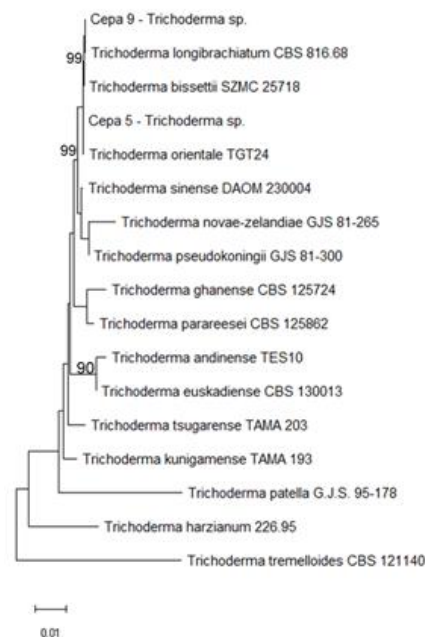 Cepa 9 - Trichoderma sp.
99
Trichoderma longibrachiatum CBS 816.68
Trichoderma bissettii SZMC 25718
Cepa 5 - Trichoderma sp.
99
Trichoderma orientale TGT24
Trichoderma sinense DAOM 230004
Trichoderma novae-zelandiae GJS 81-265
Trichoderma pseudokoningii GJS 81-300
Trichoderma ghanense CBS 125724
Trichoderma parareesei CBS 125862
Trichoderma andinense TES10
90
Trichoderma euskadiense CBS 130013
Trichoderma tsugarense TAMA 203
Trichoderma kunigamense TAMA 193
Trichoderma patella G.J.S. 95-178
Trichoderma harzianum 226.95
Trichoderma tremelloides CBS 121140
0.01